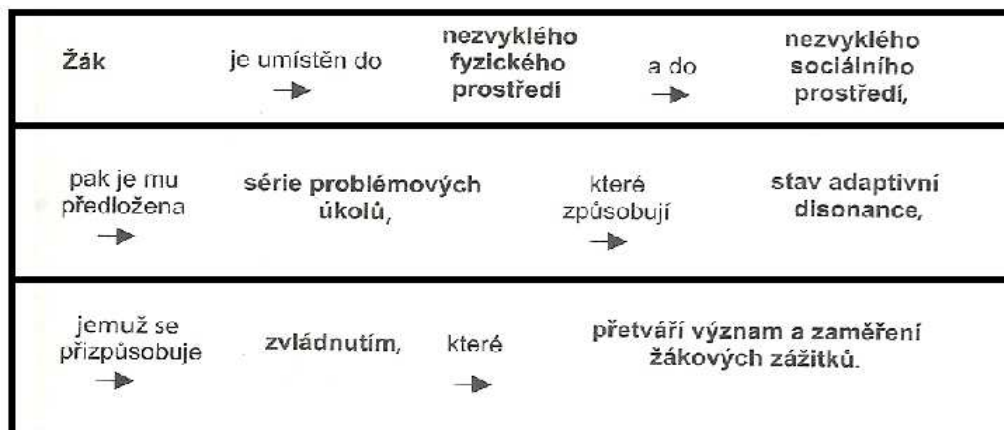 Žák je umístěn do nezvyklého fyzického prostředí a do nezvyklého sociálního prostředí,
pak je mu předložena série problémových úkolů, které způsobují stav adaptivní disonance,
jemuž se přizpůsobuje zvládnutím, které přetváří význam a zaměření žákových zážitků.